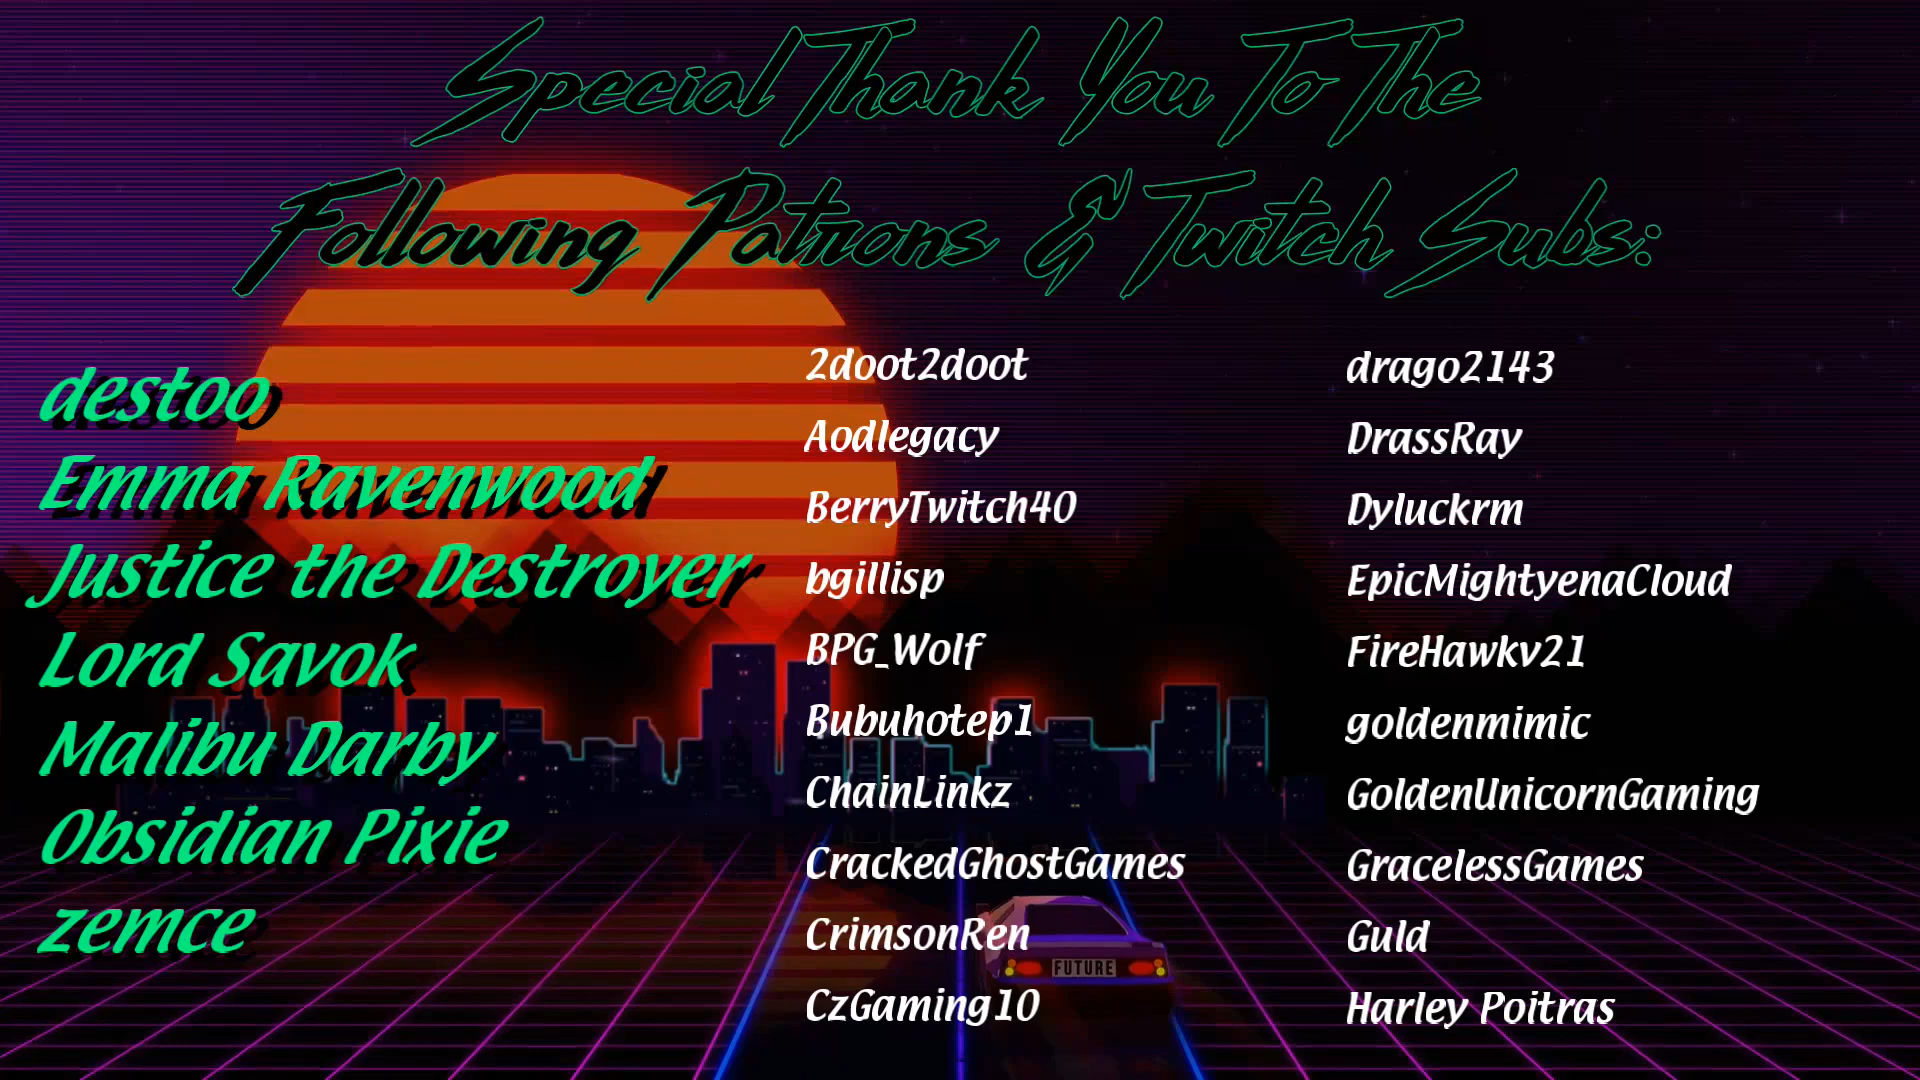 Special Thank You To The
Following Patrons & Twitch Subs:
destoo
Emma Ravenwood
Justice the Destroyer
Lord Savok
Malibu Darby
Obsidian Pixie
zemce
2doot2doot
Aodlegacy
BerryTwitch40
bgillisp
BPG_Wolf
Bubuhotep1
ChainLinkz
CrackedGhostGames
CrimsonRen
CzGaming10
drago2143
DrassRay
Dyluckrm
EpicMightyenaCloud
FireHawkv21
goldenmimic
GoldenUnicornGaming
GracelessGames
Guld
Harley Poitras
FUTURE